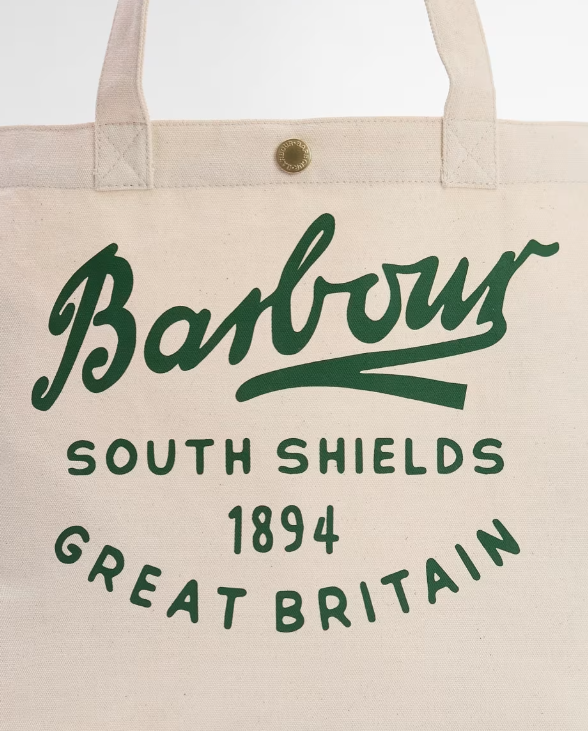 Barbour
SOUTH SHIELDS
1894
GREAT BRITAIN